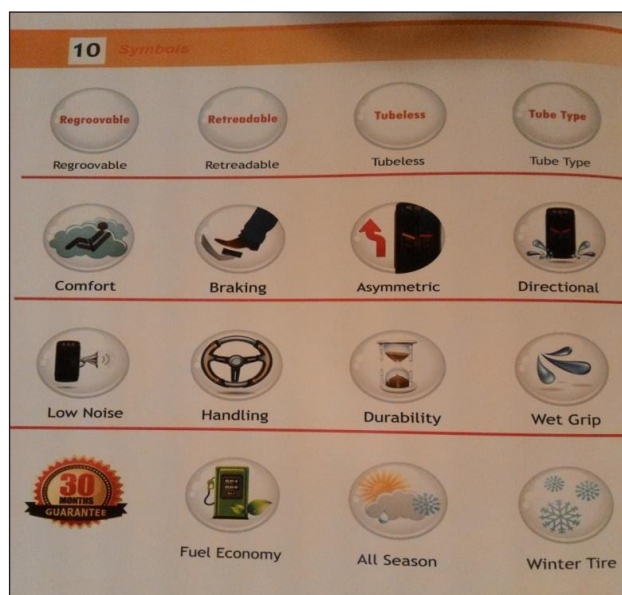 10 Symbols
Regroovable Retreadable Tubeless Tube Type
Regroovable Retreadable Tubeless Tube Type
Comfort Braking Asymmetric Directional
Low Noise Handling Durability Wet Grip
30
MONTHS
GUARANTEE
Fuel Economy All Season Winter Tire